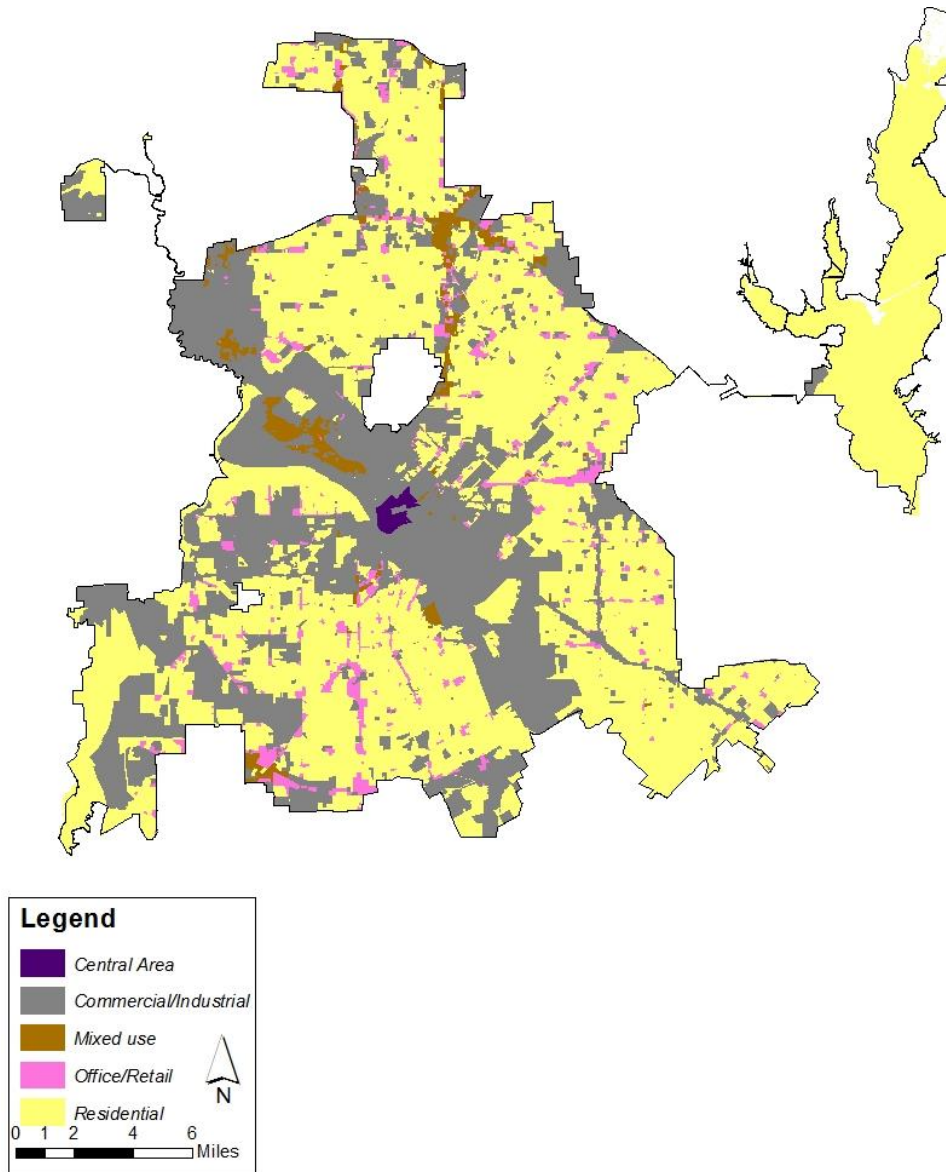 Legend
Central Area
Commercial/Industrial
Mixed use
Office/Retail
N
Residential
0 1 2 4 6
Miles